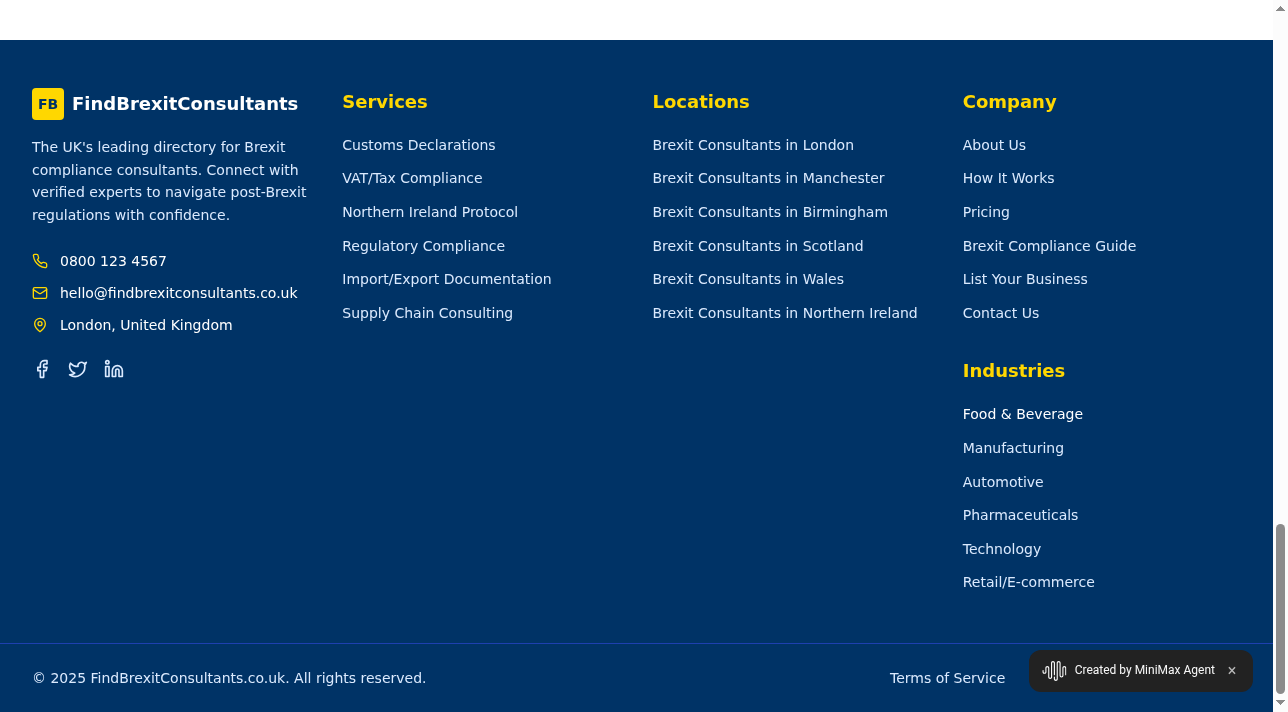 FB FindBrexitConsultants
The UK's leading directory for Brexit
compliance consultants. Connect with
verified experts to navigate post-Brexit
regulations with confidence.
0800 123 4567
hello@findbrexitconsultants.co.uk
London, United Kingdom
Services
Customs Declarations
VAT/Tax Compliance
Northern Ireland Protocol
Regulatory Compliance
Import/Export Documentation
Supply Chain Consulting
Locations
Brexit Consultants in London
Brexit Consultants in Manchester
Brexit Consultants in Birmingham
Brexit Consultants in Scotland
Brexit Consultants in Wales
Brexit Consultants in Northern Ireland
Company
About Us
How It Works
Pricing
Brexit Compliance Guide
List Your Business
Contact Us
Industries
Food & Beverage
Manufacturing
Automotive
Pharmaceuticals
Technology
Retail/E-commerce
© 2025 FindBrexitConsultants.co.uk. All rights reserved.
Terms of Service
Created by MiniMax Agent